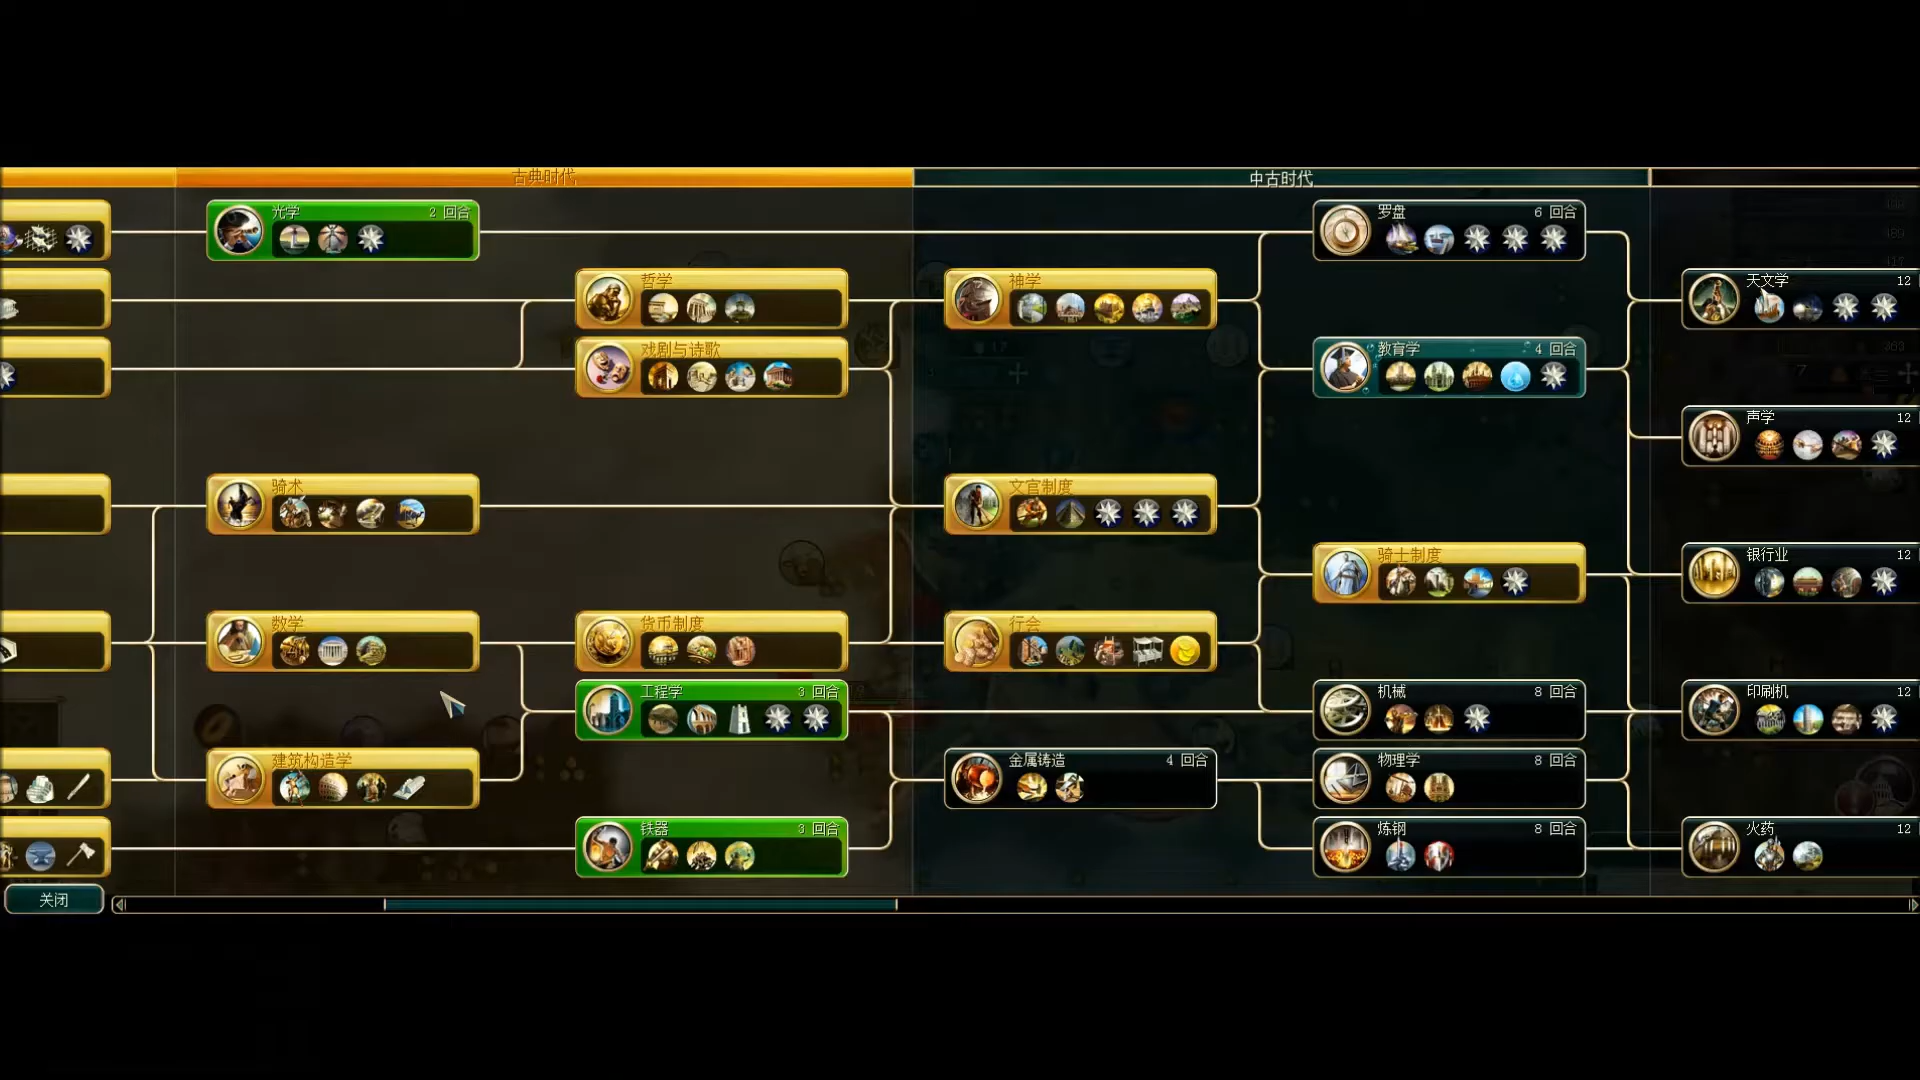 古典时代
中古时代
光学 2 回合
罗盘 6 回合
哲学
神学
天文学 12
戏剧与诗歌
教育学 4 回合
声学 12
骑术
文官制度
骑士制度
银行业 12
数学
货币制度
行会
工程学 3 回合
机械 8 回合
印刷机 12
建筑构造学
金属铸造 4 回合
物理学 8 回合
铁器 3 回合
炼钢 8 回合
火药 12
关闭